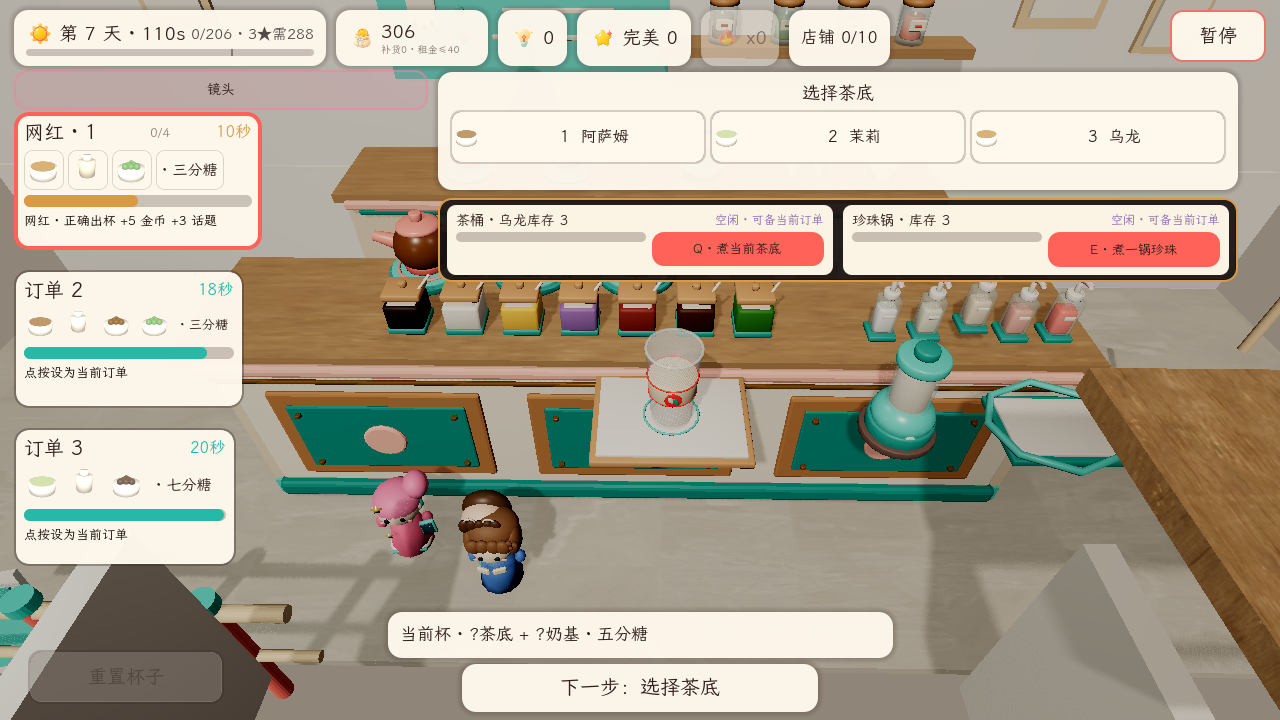 第 7 天·110s 0/296·3★需288
306
补货0·租金≤40
0
完美 0
x0
店铺 0/10
暂停
镜头
选择茶底
1 阿萨姆
2 茉莉
3 乌龙
网红·1
0/4
10秒
·三分糖
网红·正确出杯 +5 金币 +3 话题
茶桶·乌龙库存 3
空闲·可备当前订单
Q·煮当前茶底
珍珠锅·库存 3
空闲·可备当前订单
E·煮一锅珍珠
订单 2
18秒
·三分糖
点按设为当前订单
订单 3
20秒
·七分糖
点按设为当前订单
当前杯·?茶底 + ?奶基·五分糖
重置杯子
下一步: 选择茶底